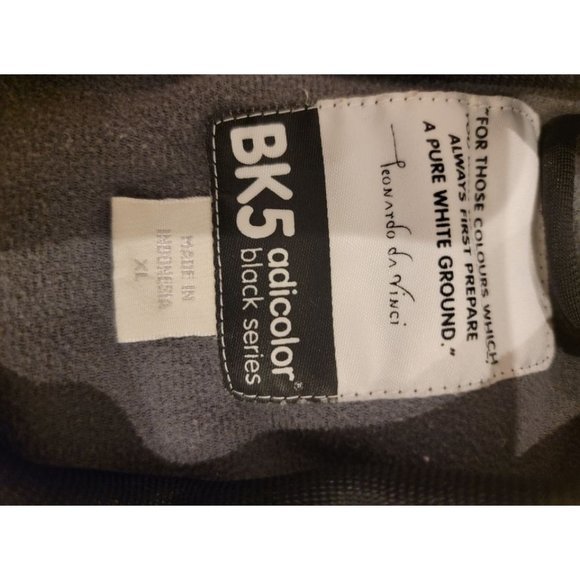 "FOR THOSE COLOURS WHICH
ALWAYS FIRST PREPARE
A PURE WHITE GROUND."
Leonardo da Vinci
BK5 adicolor®
black series
MADE IN
INDONESIA
XL